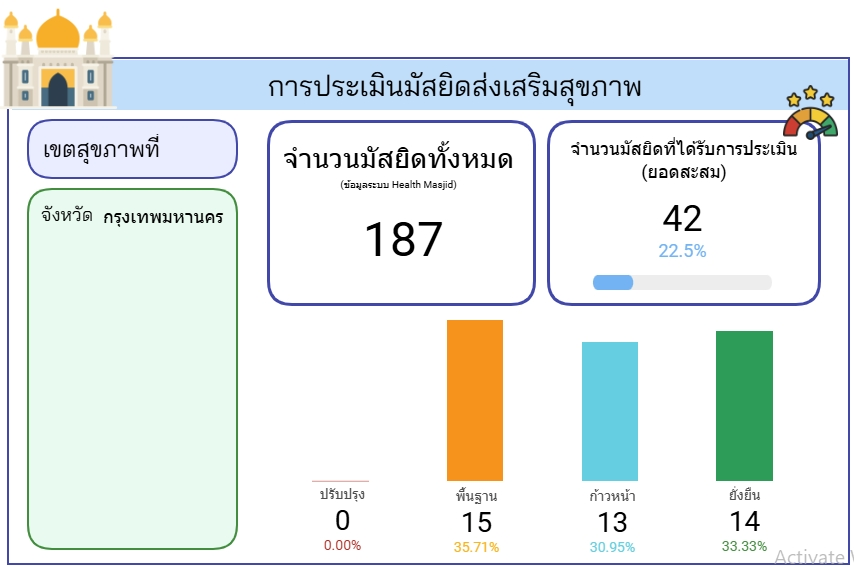 การประเมินมัสยิดส่งเสริมสุขภาพ
เขตสุขภาพที่
จังหวัด กรุงเทพมหานคร
จำนวนมัสยิดทั้งหมด
(ข้อมูลระบบ Health Masjid)
187
จำนวนมัสยิดที่ได้รับการประเมิน
(ยอดสะสม)
42
22.5%
ปรับปรุง พื้นฐาน ก้าวหน้า ยั่งยืน
0 15 13 14
0.00% 35.71% 30.95% 33.33%
Activate